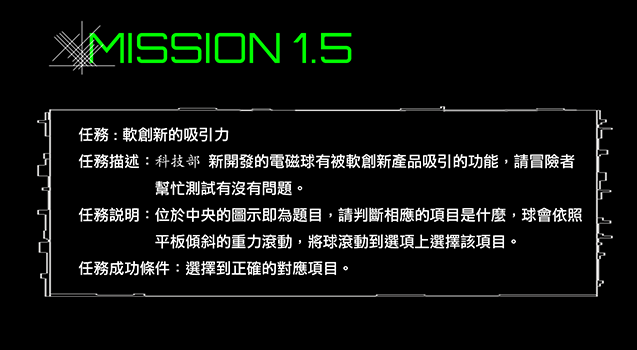 MISSION 1.5
任務:軟創新的吸引力
任務描述:科技部 新開發的電磁球有被軟創新產品吸引的功能,請冒險者
幫忙測試有沒有問題。
任務說明:位於中央的圖示即為題目,請判斷相應的項目是什麼,球會依照
平板傾斜的重力滾動,將球滾動到選項上選擇該項目。
任務成功條件:選擇到正確的對應項目。